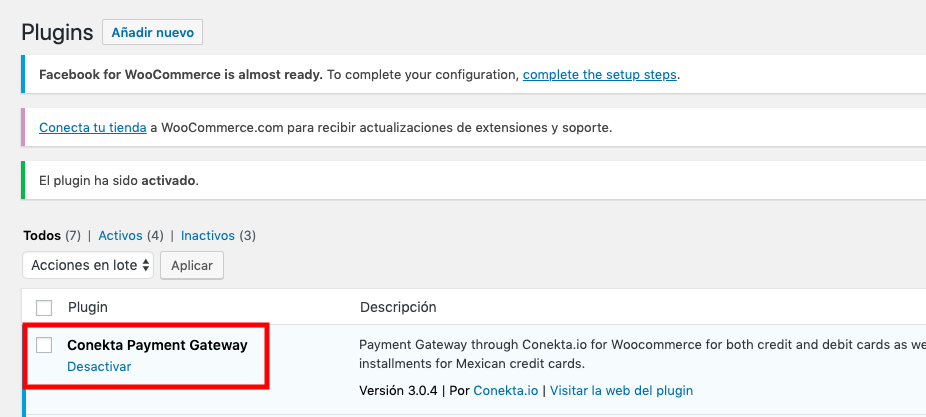 Plugins Añadir nuevo
Facebook for WooCommerce is almost ready. To complete your configuration, complete the setup steps.
Conecta tu tienda a WooCommerce.com para recibir actualizaciones de extensiones y soporte.
El plugin ha sido activado.
Todos (7) | Activos (4) | Inactivos (3)
Acciones en lote Aplicar
Plugin Descripción
Conekta Payment Gateway Payment Gateway through Conekta.io for Woocommerce for both credit and debit cards as we
Desactivar installments for Mexican credit cards.
Versión 3.0.4 | Por Conekta.io | Visitar la web del plugin